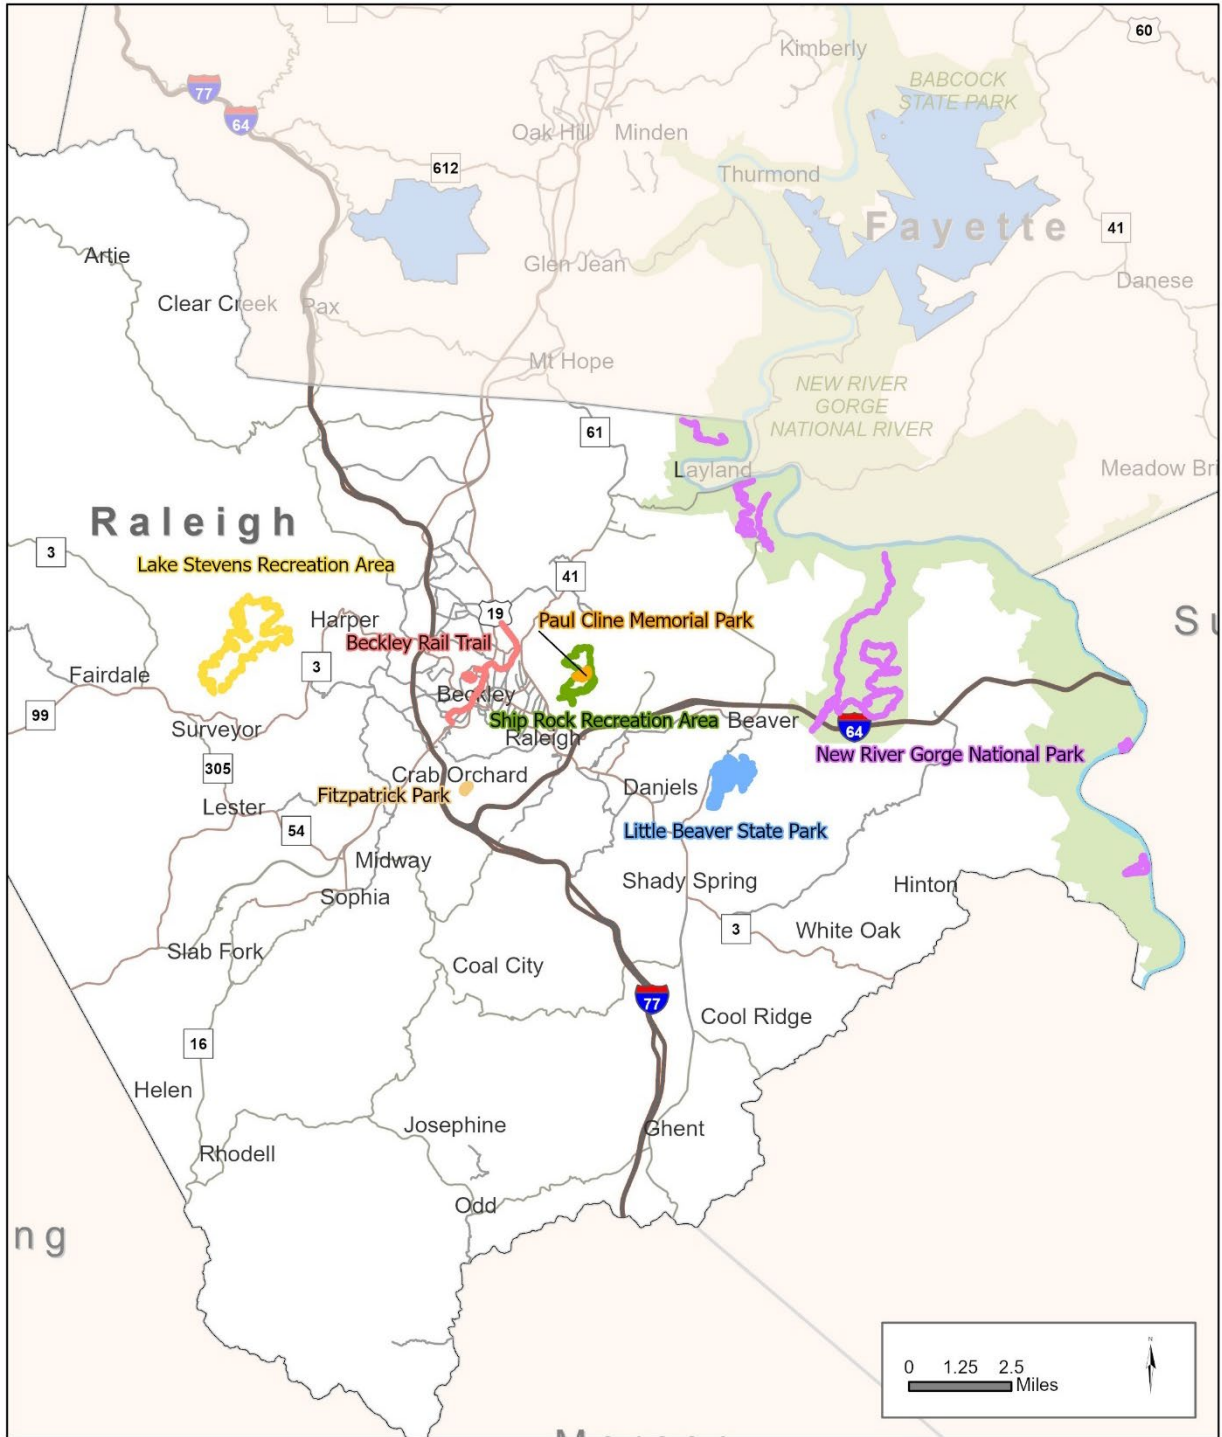 60
Kimberly
77
BABCOCK
STATE PARK
64
Oak Hill
Minden
612
Thurmond
Fayette
41
Artie
Glen Jean
Danese
Clear Creek
Pax
Mt Hope
NEW RIVER
GORGE
NATIONAL RIVER
61
Layland
Meadow Bri
Raleigh
3
Lake Stevens Recreation Area
41
19
Harper
Paul Cline Memorial Park
Su
Beckley Rail Trail
3
Fairdale
Beckley
99
Ship Rock Recreation Area
Beaver
Surveyor
Raleigh
64
New River Gorge National Park
305
Crab Orchard
Daniels
Fitzpatrick Park
Lester
54
Little Beaver State Park
Midway
Shady Spring
Hinton
Sophia
3
White Oak
Slab Fork
Coal City
77
Cool Ridge
16
Helen
Josephine
Ghent
Rhodell
Odd
ng
N
0 1.25 2.5
Miles